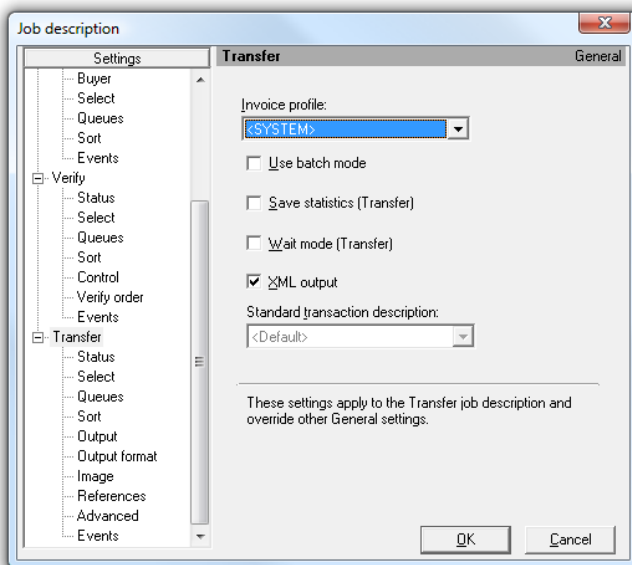 Job description
Settings
Buyer
Select
Queues
Sort
Events
Verify
Status
Select
Queues
Sort
Control
Verify order
Events
Transfer
Status
Select
Queues
Sort
Output
Output format
Image
References
Advanced
Events
Transfer
General
Invoice profile:
<SYSTEM>
Use batch mode
Save statistics (Transfer)
Wait mode (Transfer)
XML output
Standard transaction description:
<Default>
These settings apply to the Transfer job description and
override other General settings.
OK
Cancel